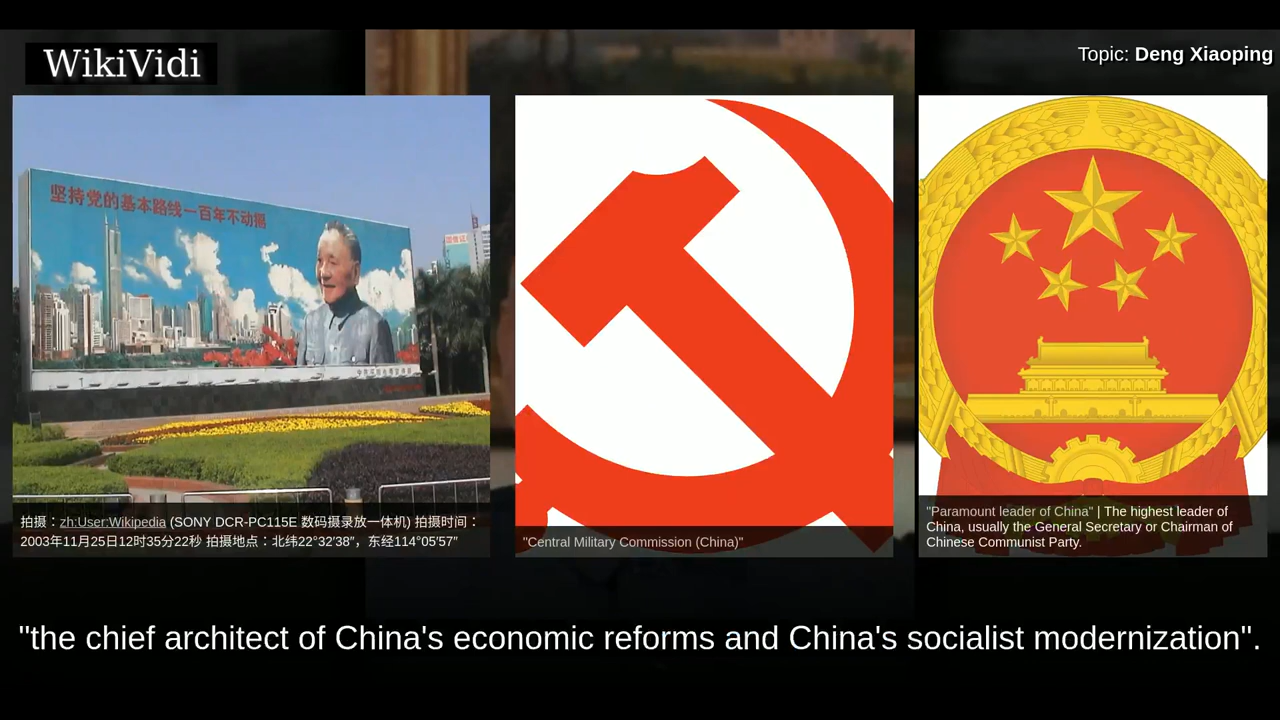 WikiVidi
Topic: Deng Xiaoping
坚持党的基本路线一百年不动摇
拍摄：zh:User:Wikipedia (SONY DCR-PC115E 数码摄录放一体机) 拍摄时间：
2003年11月25日12时35分22秒 拍摄地点：北纬22°32′38″，东经114°05′57″
"Central Military Commission (China)"
"Paramount leader of China" | The highest leader of
China, usually the General Secretary or Chairman of
Chinese Communist Party.
"the chief architect of China's economic reforms and China's socialist modernization".